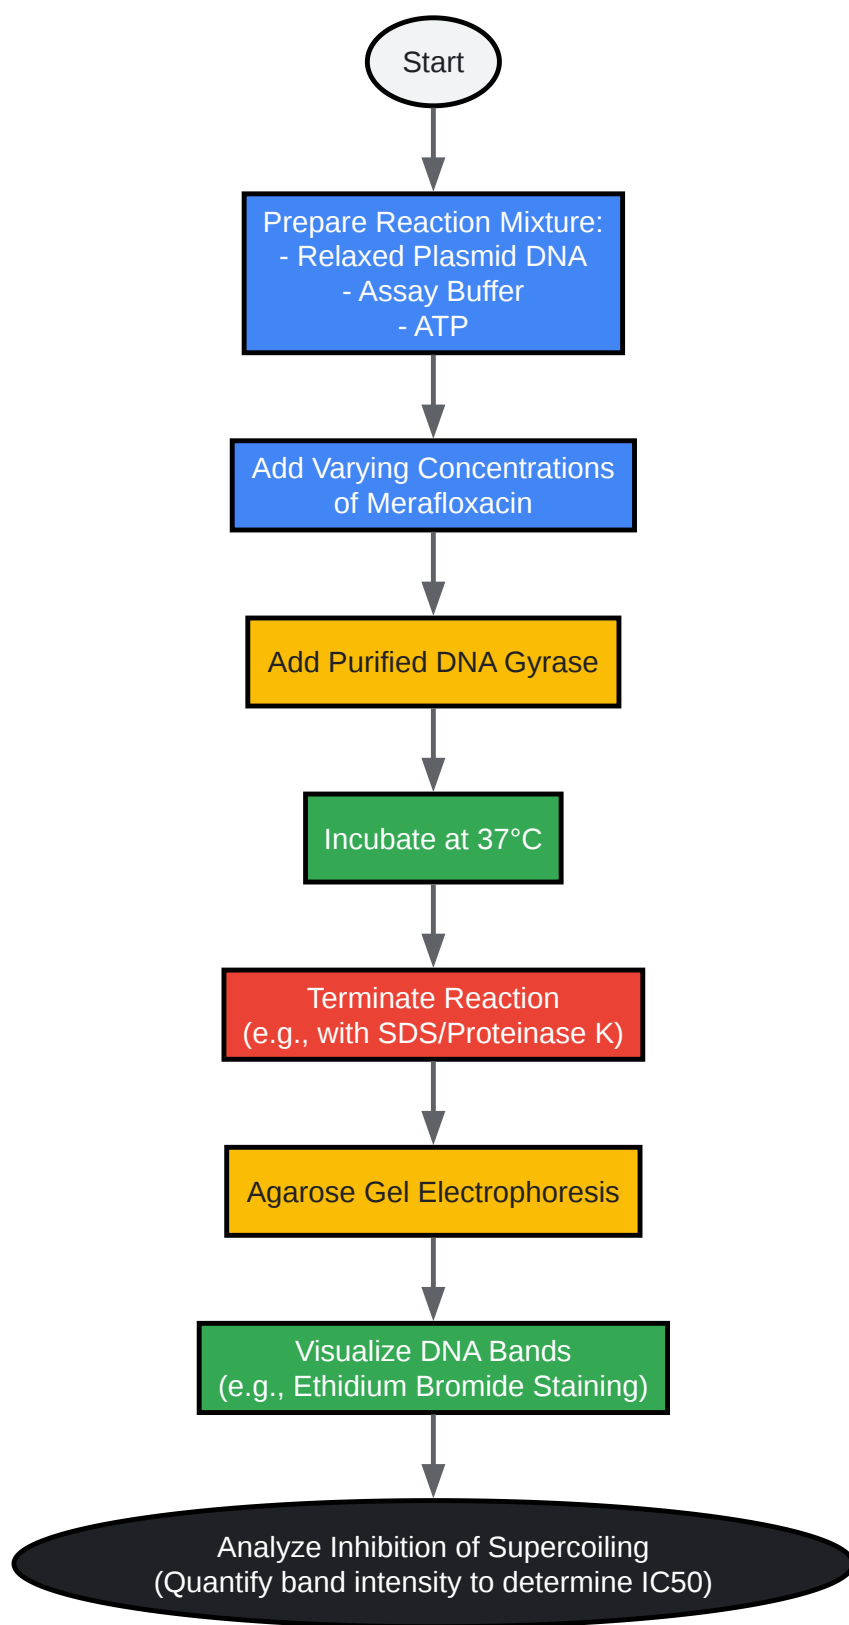 Start
Prepare Reaction Mixture:
- Relaxed Plasmid DNA
- Assay Buffer
- ATP
Add Varying Concentrations
of Merafloxacin
Add Purified DNA Gyrase
Incubate at 37°C
Terminate Reaction
(e.g., with SDS/Proteinase K)
Agarose Gel Electrophoresis
Visualize DNA Bands
(e.g., Ethidium Bromide Staining)
Analyze Inhibition of Supercoiling
(Quantify band intensity to determine IC50)